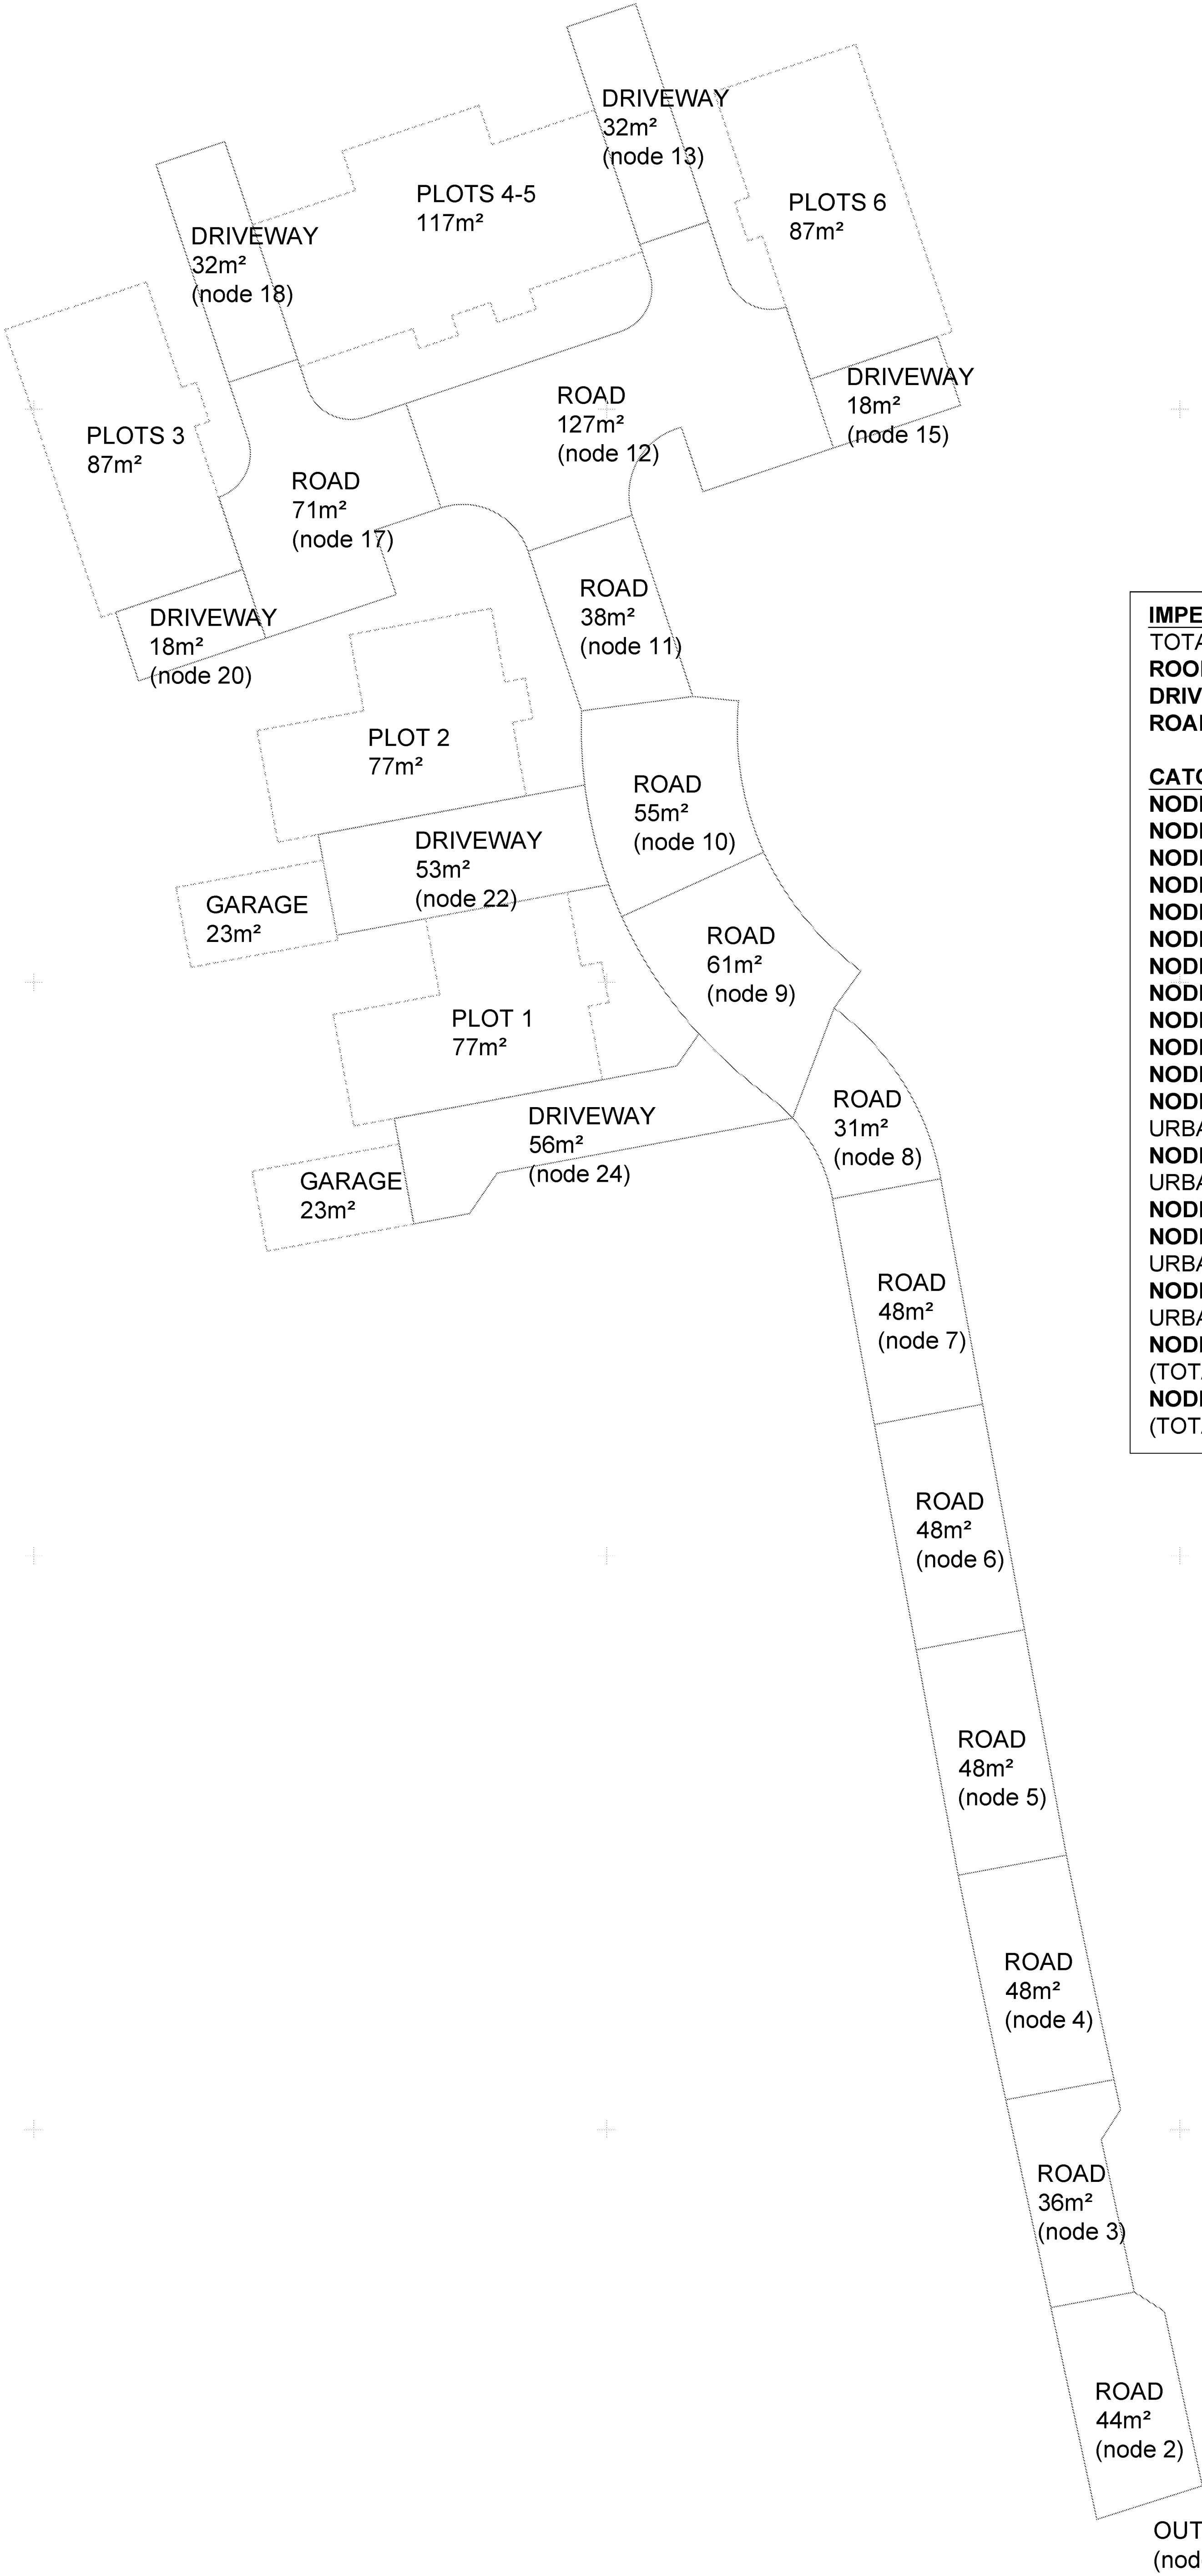 DRIVEWAY
32m²
(node 13)
PLOTS 4-5
117m²
PLOTS 6
87m²
DRIVEWAY
32m²
(node 18)
DRIVEWAY
18m²
(node 15)
ROAD
127m²
(node 12)
PLOTS 3
87m²
ROAD
71m²
(node 17)
ROAD
38m²
(node 11)
DRIVEWAY
18m²
(node 20)
PLOT 2
77m²
ROAD
55m²
(node 10)
DRIVEWAY
53m²
(node 22)
GARAGE
23m²
ROAD
61m²
(node 9)
PLOT 1
77m²
ROAD
31m²
(node 8)
DRIVEWAY
56m²
(node 24)
GARAGE
23m²
ROAD
48m²
(node 7)
ROAD
48m²
(node 6)
ROAD
48m²
(node 5)
ROAD
48m²
(node 4)
ROAD
36m²
(node 3)
ROAD
44m²
(node 2)